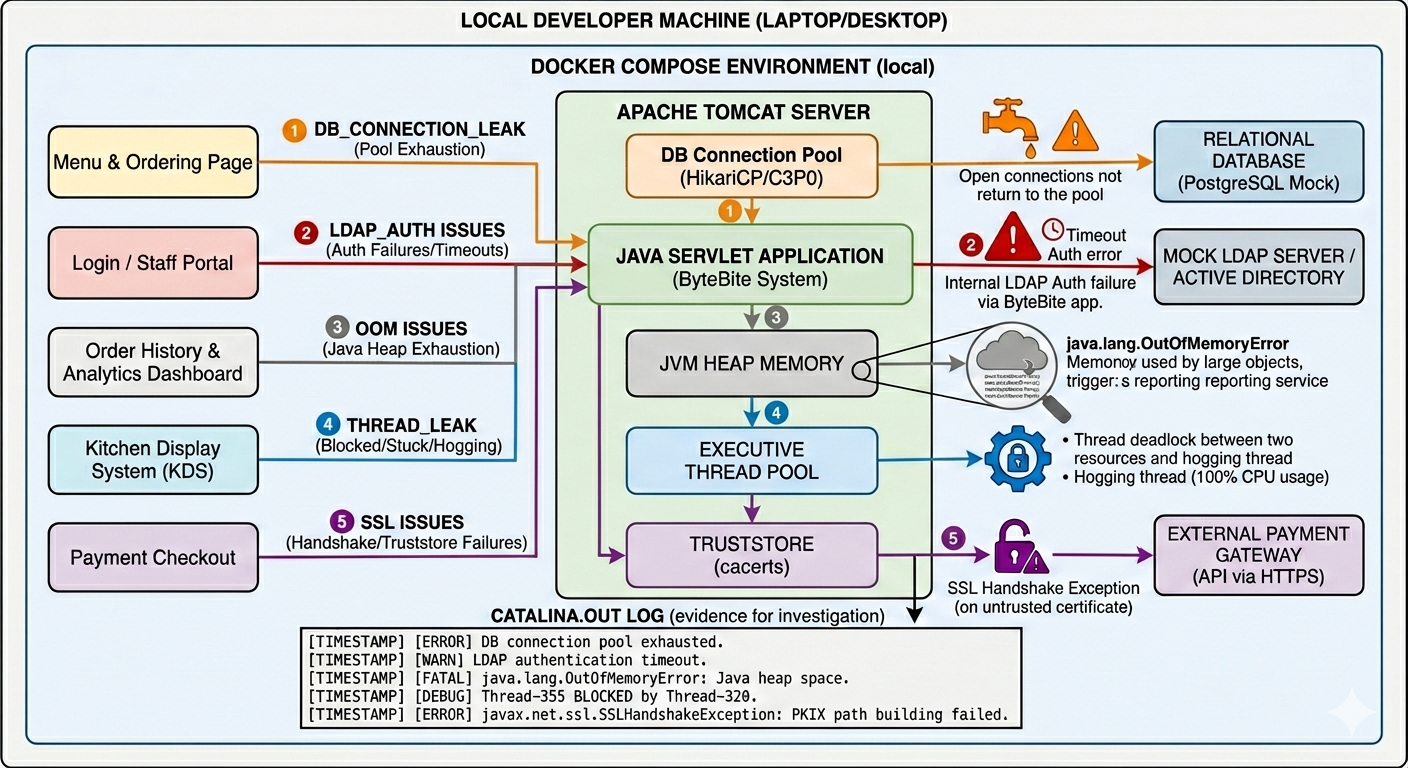 LOCAL DEVELOPER MACHINE (LAPTOP/DESKTOP)
DOCKER COMPOSE ENVIRONMENT (local)
Menu & Ordering Page
Login / Staff Portal
Order History &
Analytics Dashboard
Kitchen Display
System (KDS)
Payment Checkout
1 DB_CONNECTION_LEAK
(Pool Exhaustion)
2 LDAP_AUTH ISSUES
(Auth Failures/Timeouts)
3 OOM ISSUES
(Java Heap Exhaustion)
4 THREAD_LEAK
(Blocked/Stuck/Hogging)
5 SSL ISSUES
(Handshake/Truststore Failures)
APACHE TOMCAT SERVER
DB Connection Pool
(HikariCP/C3P0)
1
JAVA SERVLET APPLICATION
(ByteBite System)
3
JVM HEAP MEMORY
4
EXECUTIVE
THREAD POOL
TRUSTSTORE
(cacerts)
Open connections not
return to the pool
RELATIONAL
DATABASE
(PostgreSQL Mock)
2
Timeout
Auth error
Internal LDAP Auth failure
via ByteBite app.
MOCK LDAP SERVER /
ACTIVE DIRECTORY
java.lang.OutOfMemoryError
used by large objects,
reporting reporting service
• Thread deadlock between two
resources and hogging thread
• Hogging thread (100% CPU usage)
5
SSL Handshake Exception
(on untrusted certificate)
EXTERNAL PAYMENT
GATEWAY
(API via HTTPS)
CATALINA.OUT LOG (evidence for investigation)
[TIMESTAMP] [ERROR] DB connection pool exhausted.
[TIMESTAMP] [WARN] LDAP authentication timeout.
[TIMESTAMP] [FATAL] java.lang.OutOfMemoryError: Java heap space.
[TIMESTAMP] [DEBUG] Thread-355 BLOCKED by Thread-320.
[TIMESTAMP] [ERROR] javax.net.ssl.SSLHandshakeException: PKIX path building failed.